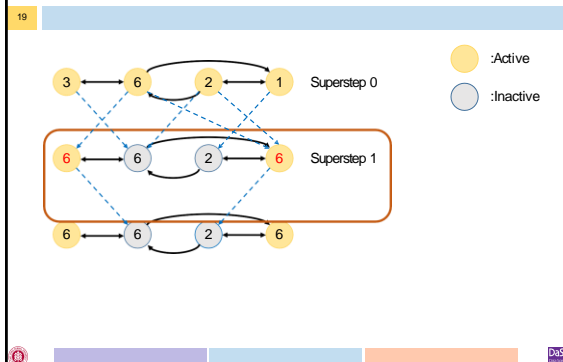 19
3 6 2 1 Superstep 0
:Active
:Inactive
6 6 2 6 Superstep 1
6 6 2 6
DaS